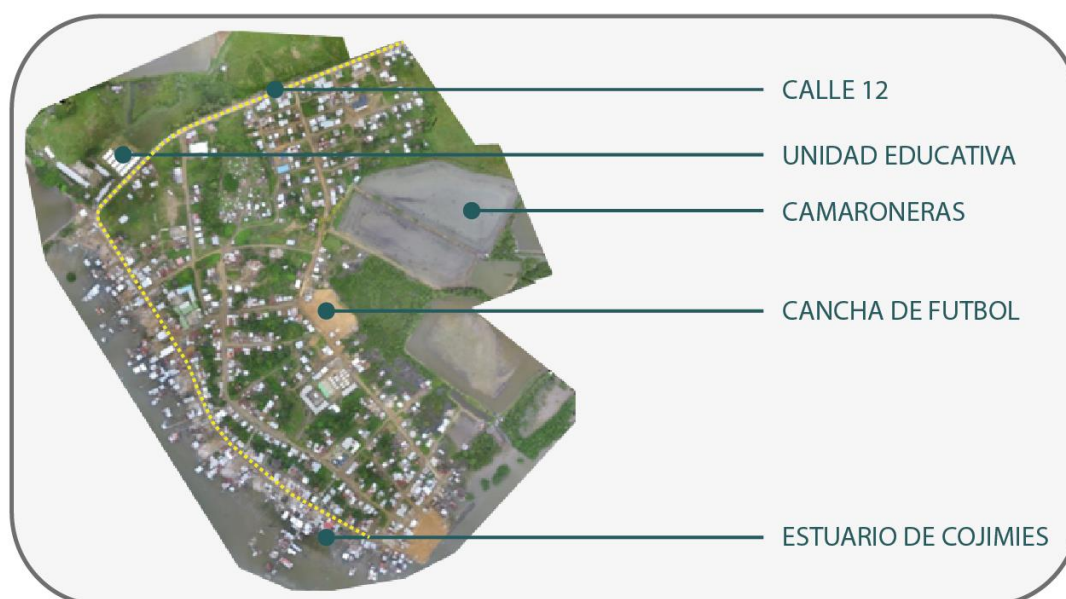 CALLE 12
UNIDAD EDUCATIVA
CAMARONERAS
CANCHA DE FUTBOL
ESTUARIO DE COJIMIES